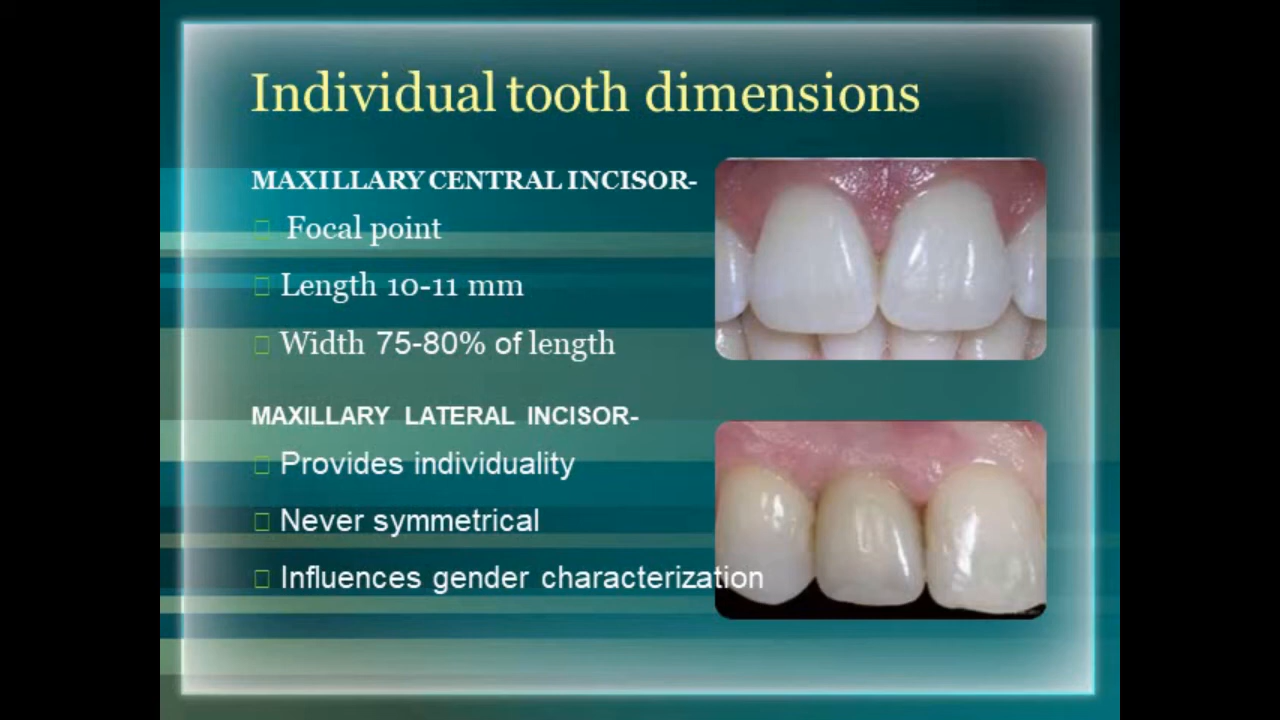 Individual tooth dimensions
MAXILLARY CENTRAL INCISOR-
Focal point
Length 10-11 mm
Width 75-80% of length
MAXILLARY LATERAL INCISOR-
Provides individuality
Never symmetrical
Influences gender characterization